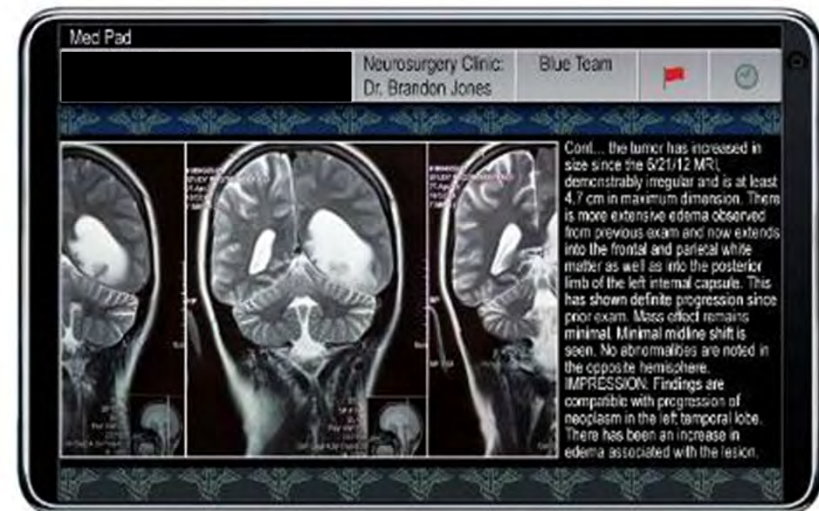 Med Pad
Neurosurgery Clinic:
Dr. Brandon Jones
Blue Team
Cont... the tumor has increased in
size since the 6/21/12 MRI,
demonstrably irregular and is at least
4.7 cm in maximum dimension. There
is more extensive edema observed
from previous exam and now extends
into the frontal and parietal white
matter as well as into the posterior
limb of the left internal capsule. This
has shown definite progression since
prior exam. Mass effect remains
minimal. Minimal midline shift is
seen. No abnormalities are noted in
the opposite hemisphere.
IMPRESSION: Findings are
compatible with progression of
neoplasm in the left temporal lobe.
There has been an increase in
edema associated with the lesion.